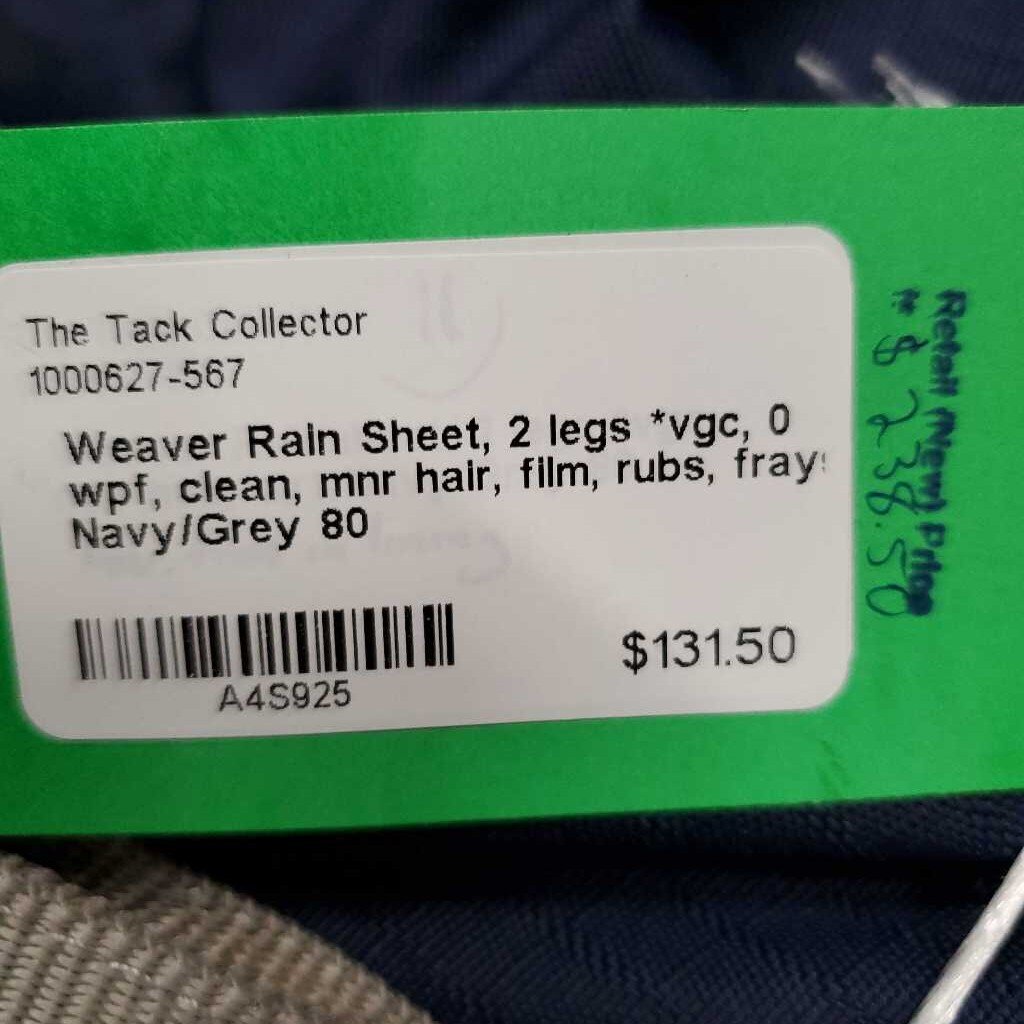 The Tack Collector
1000627-567
Weaver Rain Sheet, 2 legs *vgc, 0
wpf, clean, mnr hair, film, rubs, fray
Navy/Grey 80
A4S925
$131.50
Retail (New) Price
$ 238.50